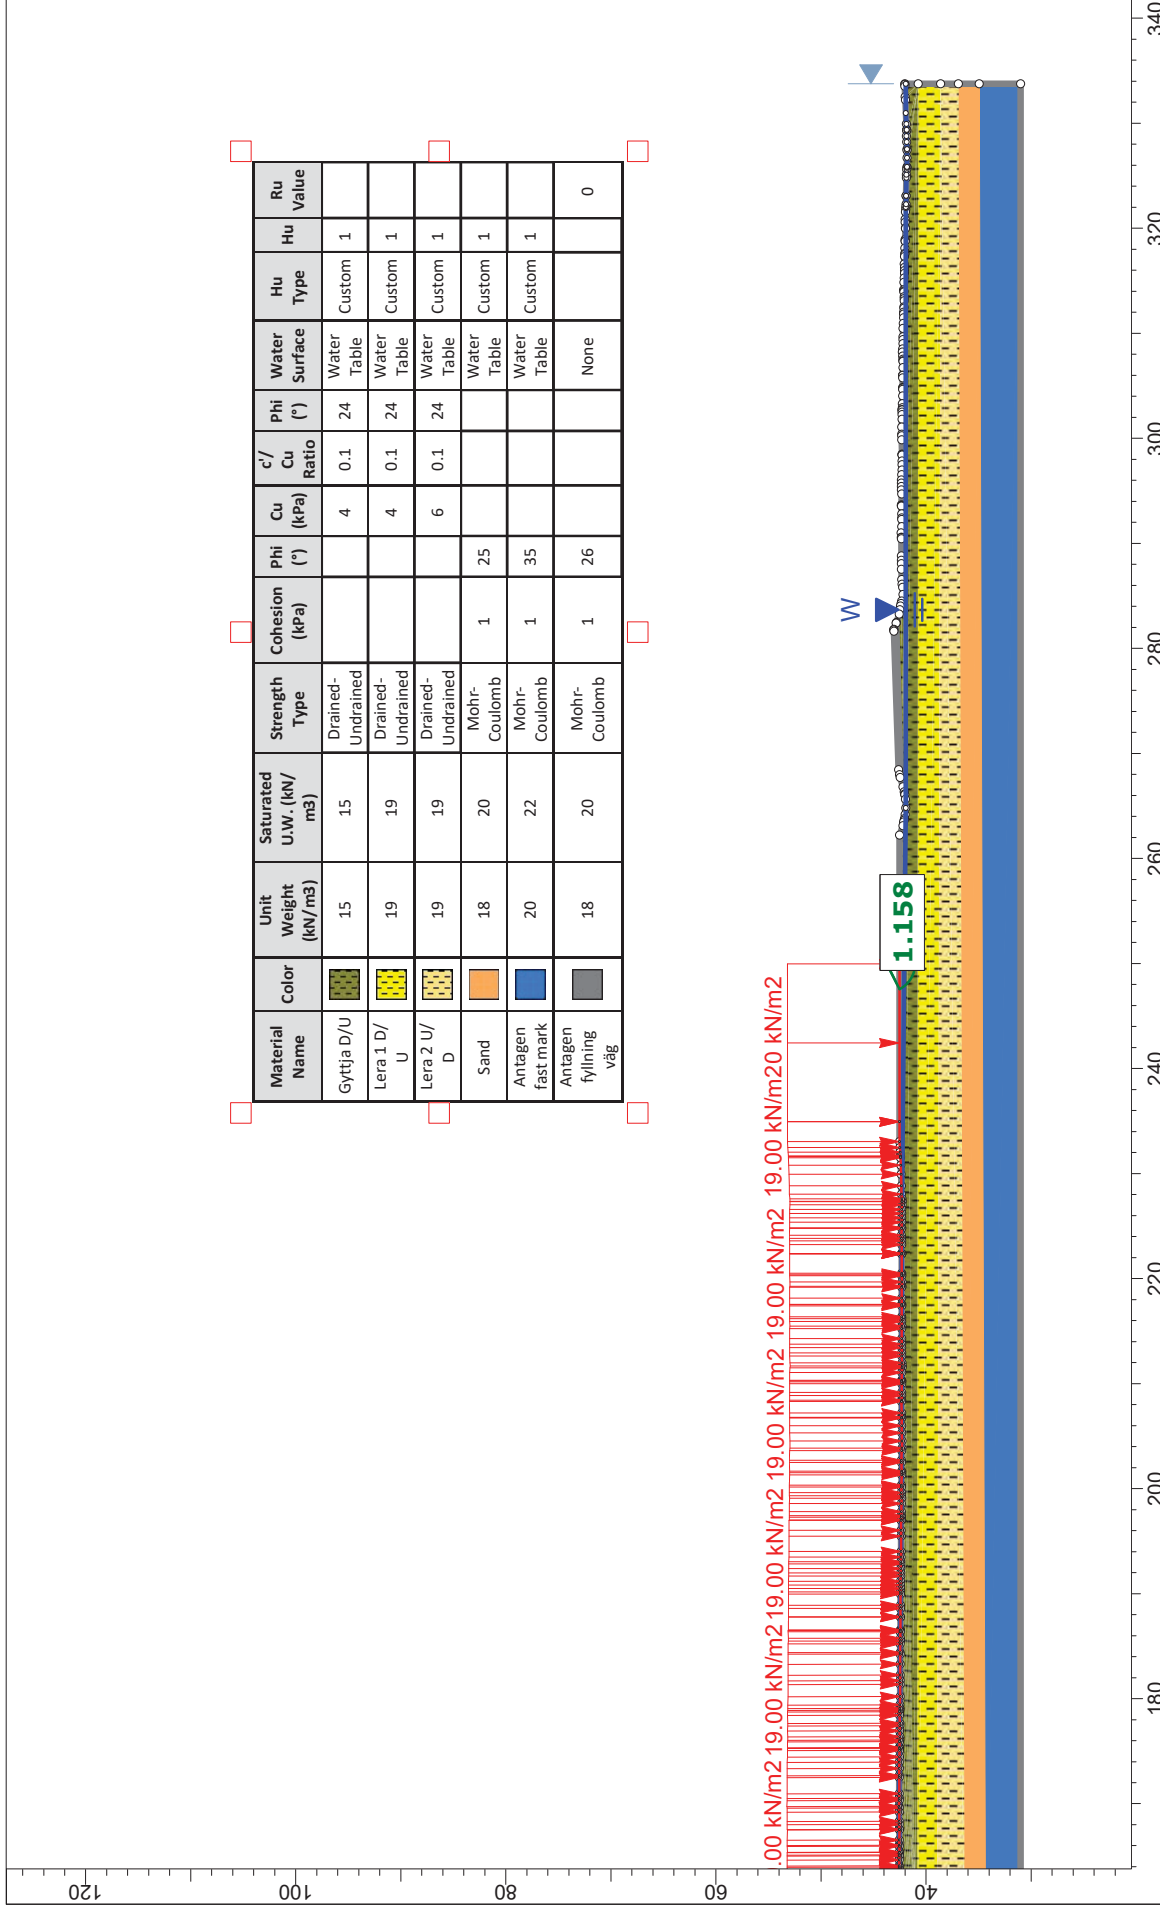 Material Name Color Unit Weight (kN/m3) Saturated U.W. (kN/m3) Strength Type Cohesion (kPa) Phi (°) Cu (kPa) c'/Cu Ratio Phi (°) Water Surface Hu Type Hu Ru Value
Gyttja D/U 15 15 Drained-Undrained 4 0.1 24 Water Table Custom 1
Lera 1 D/U 19 19 Drained-Undrained 4 0.1 24 Water Table Custom 1
Lera 2 U/D 19 19 Drained-Undrained 6 0.1 24 Water Table Custom 1
Sand 18 20 Mohr-Coulomb 1 25 Water Table Custom 1
Antagen fast mark 20 22 Mohr-Coulomb 1 35 Water Table Custom 1
Antagen fyllning väg 18 20 Mohr-Coulomb 1 26 None 0
.00 kN/m2 19.00 kN/m2 19.00 kN/m2 19.00 kN/m2 19.00 kN/m2 19.00 kN/m20 kN/m2
W
1.158
120
100
80
60
40
180 200 220 240 260 280 300 320 340